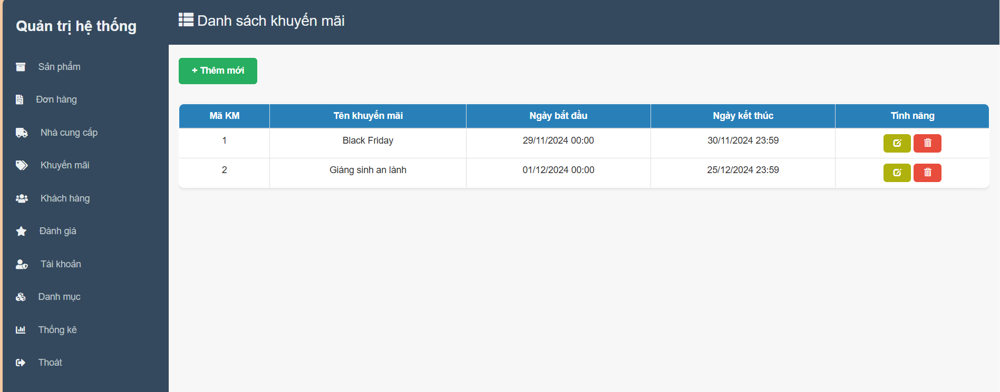 Quản trị hệ thống
Sản phẩm
Đơn hàng
Nhà cung cấp
Khuyến mãi
Khách hàng
Đánh giá
Tài khoản
Danh mục
Thống kê
Thoát
Danh sách khuyến mãi
+ Thêm mới
Mã KM Tên khuyến mãi Ngày bắt đầu Ngày kết thúc Tính năng
1 Black Friday 29/11/2024 00:00 30/11/2024 23:59
2 Giáng sinh an lành 01/12/2024 00:00 25/12/2024 23:59